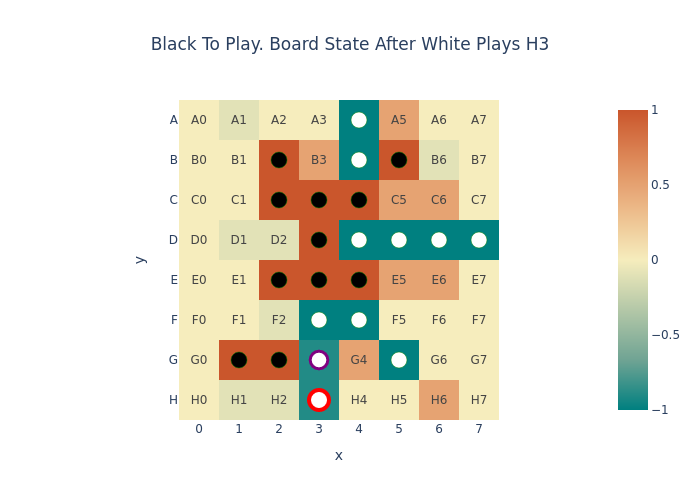 Black To Play. Board State After White Plays H3
A A0 A1 A2 A3 A5 A6 A7
B B0 B1 B3 B6 B7
C C0 C1 C5 C6 C7
D D0 D1 D2
E E0 E1 E5 E6 E7
F F0 F1 F2 F5 F6 F7
G G0 G4 G6 G7
H H0 H1 H2 H4 H5 H6 H7
0 1 2 3 4 5 6 7
x
y
1
0.5
0
−0.5
−1